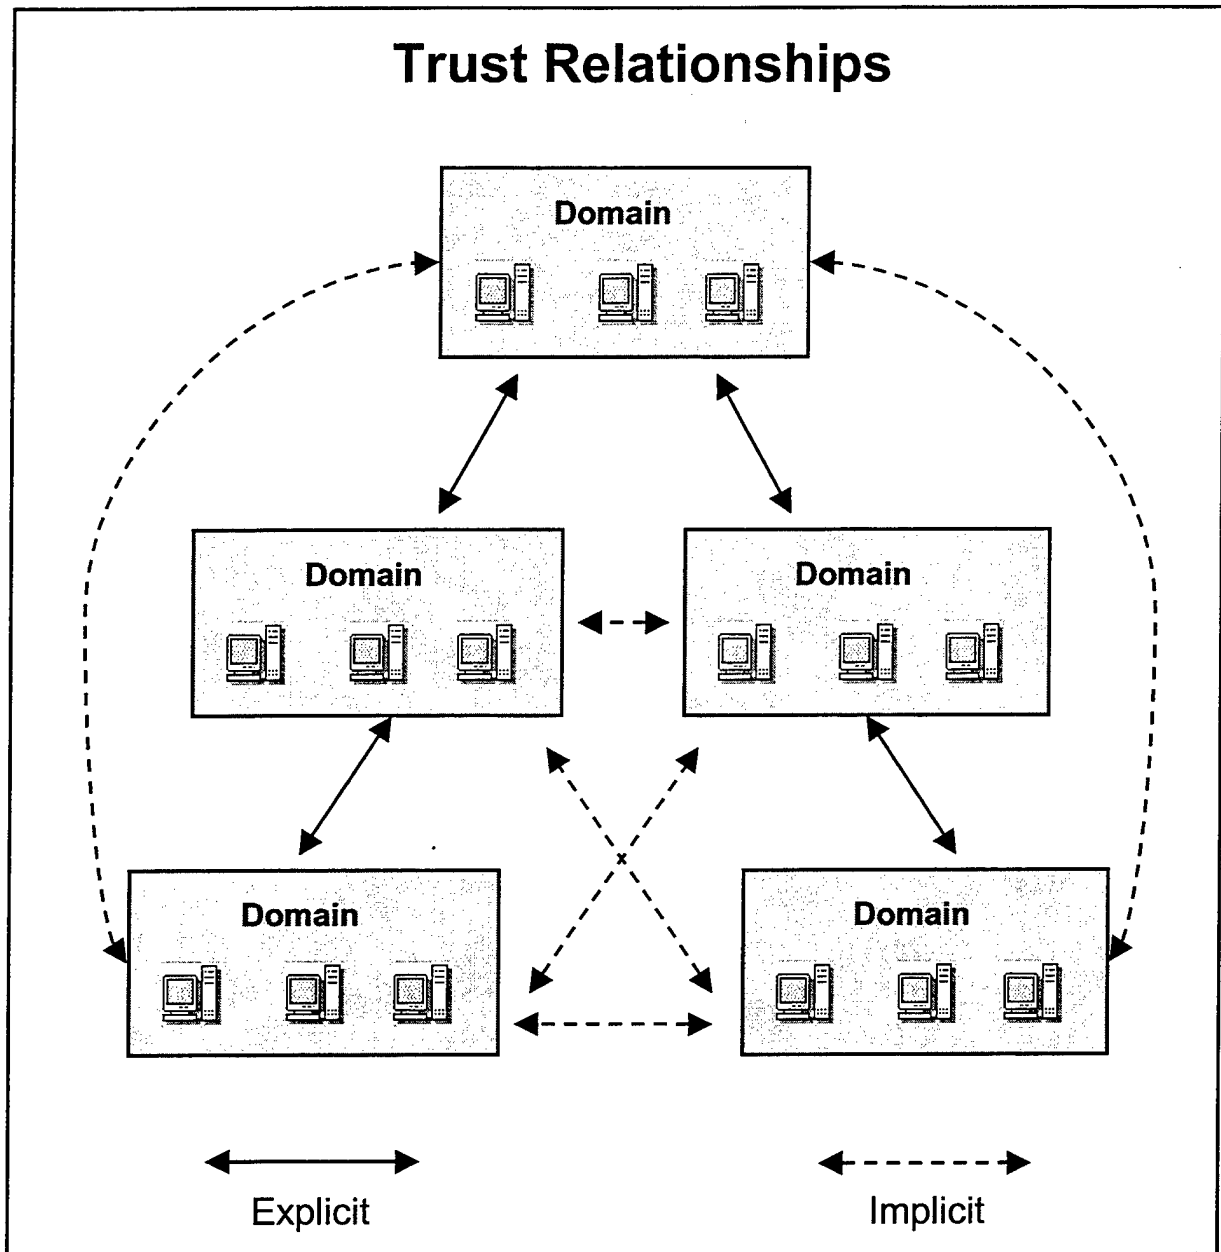 Trust Relationships
Domain
Domain
Domain
Domain
Domain
Explicit
Implicit